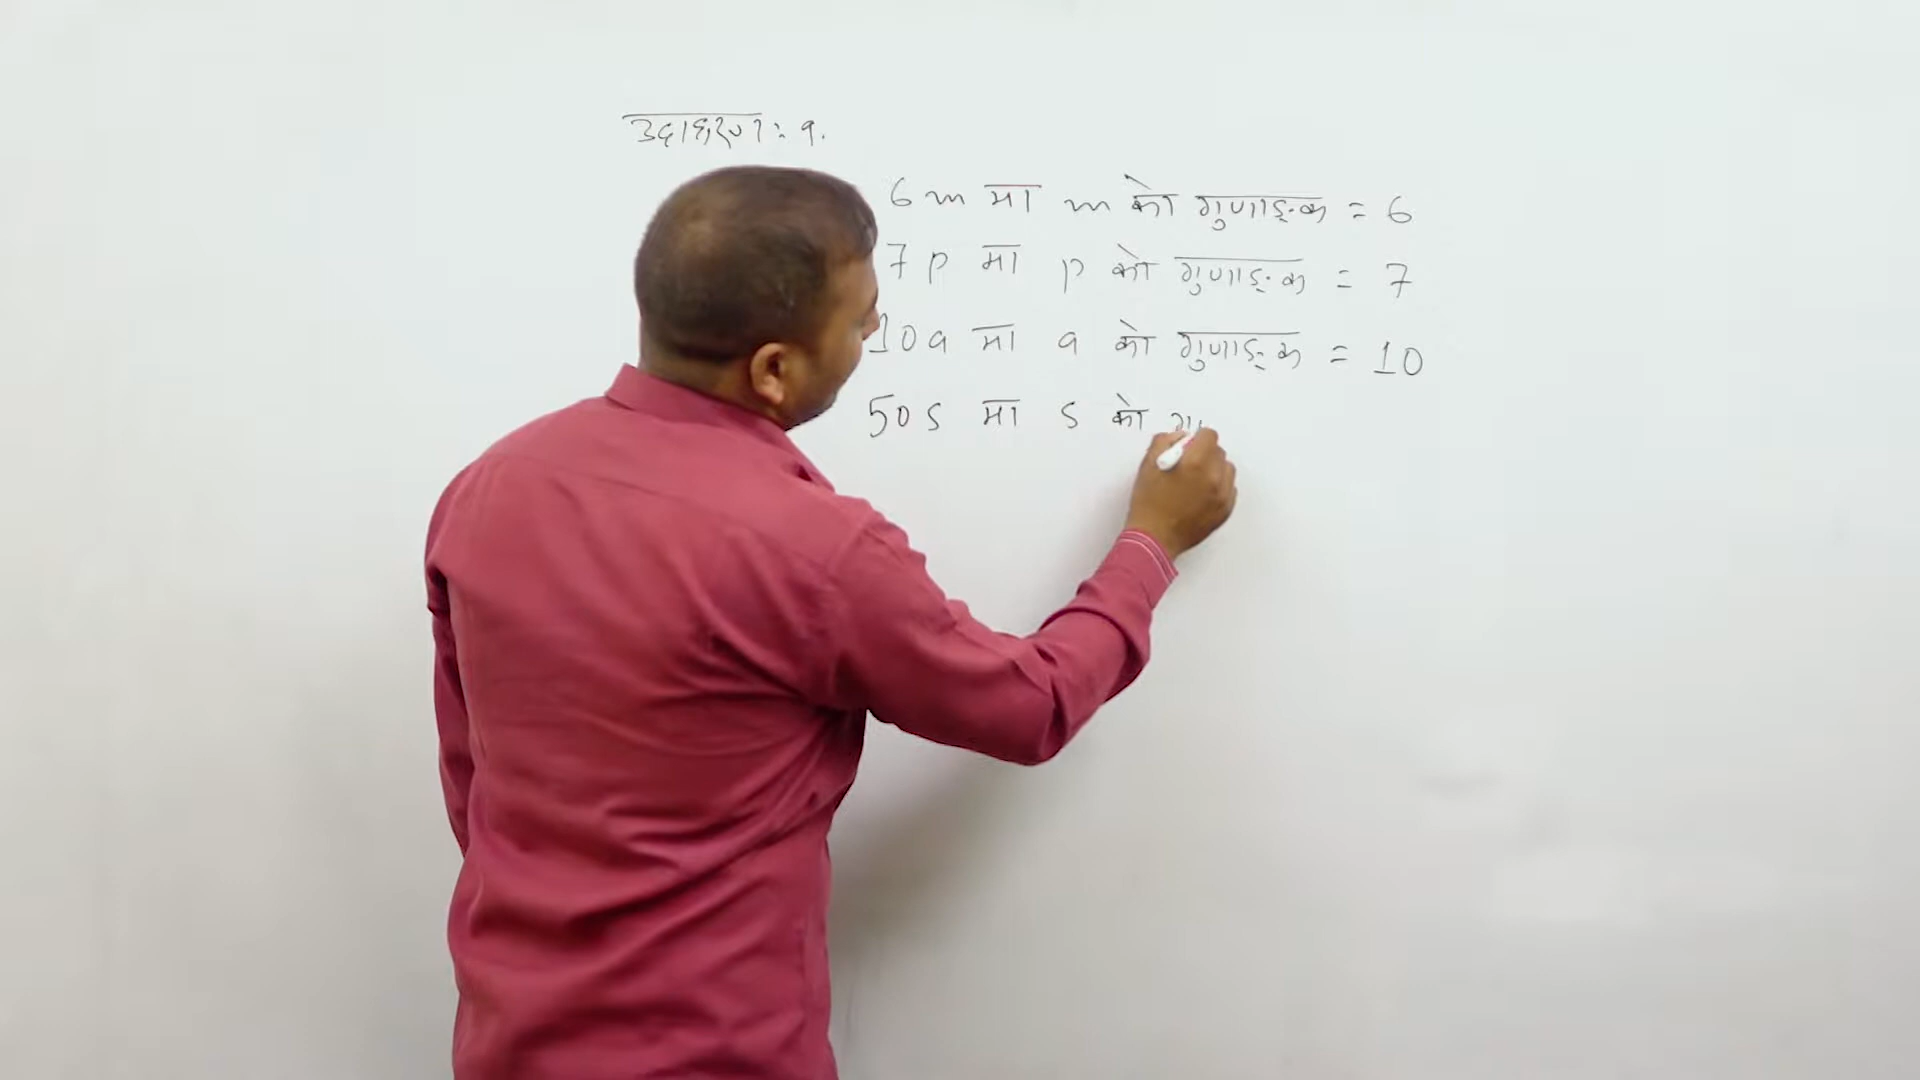 उदाहरण: १.
6m मा m को गुणाङ्क = 6
7p मा p को गुणाङ्क = 7
10a मा a को गुणाङ्क = 10
50s मा s को गु